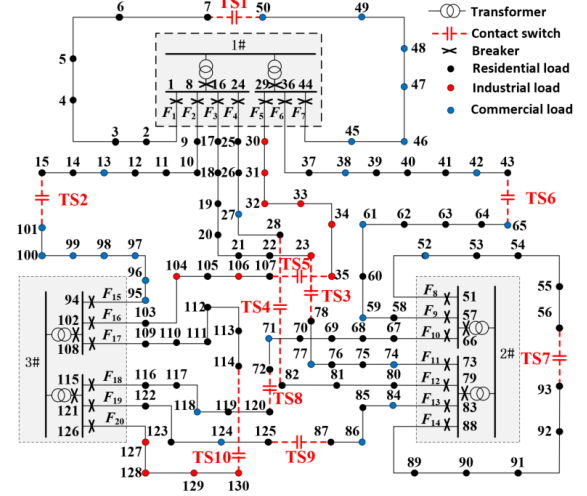 TS1
6 7 50 49
Transformer
Contact switch
Breaker
Residential load
Industrial load
Commercial load
5 48
1#
47
4
1 8 16 24 29 36 44
F1 F2 F3 F4 F5 F6 F7
3 2 9 17 25 30 45 46
15 14 13 12 11 10 18 26 31 37 38 39 40 41 42 43
TS2 TS6
19 27 32 33 34
101 20 28 61 62 63 64 65
100 99 98 97 21 22 23 52 53 54
TS5
104 105 106 107 35 60
96
95
94 F15
TS4 TS3
F8 51 55
103 112 78 59 58 F9 57 56
102 F16
F10 66
108 F17 109 110 111 113 71 70 69 68 67
TS7
3# 2#
114 77 76 75 74 F11 73
72 82 81 80 F12 79 93
115 F18 116 117 TS8
121 F19 122 118 119 120 85 84 F13 83
126 F20 F14 88
123 124 125 87 86 92
127 TS10 TS9
128 129 130 89 90 91